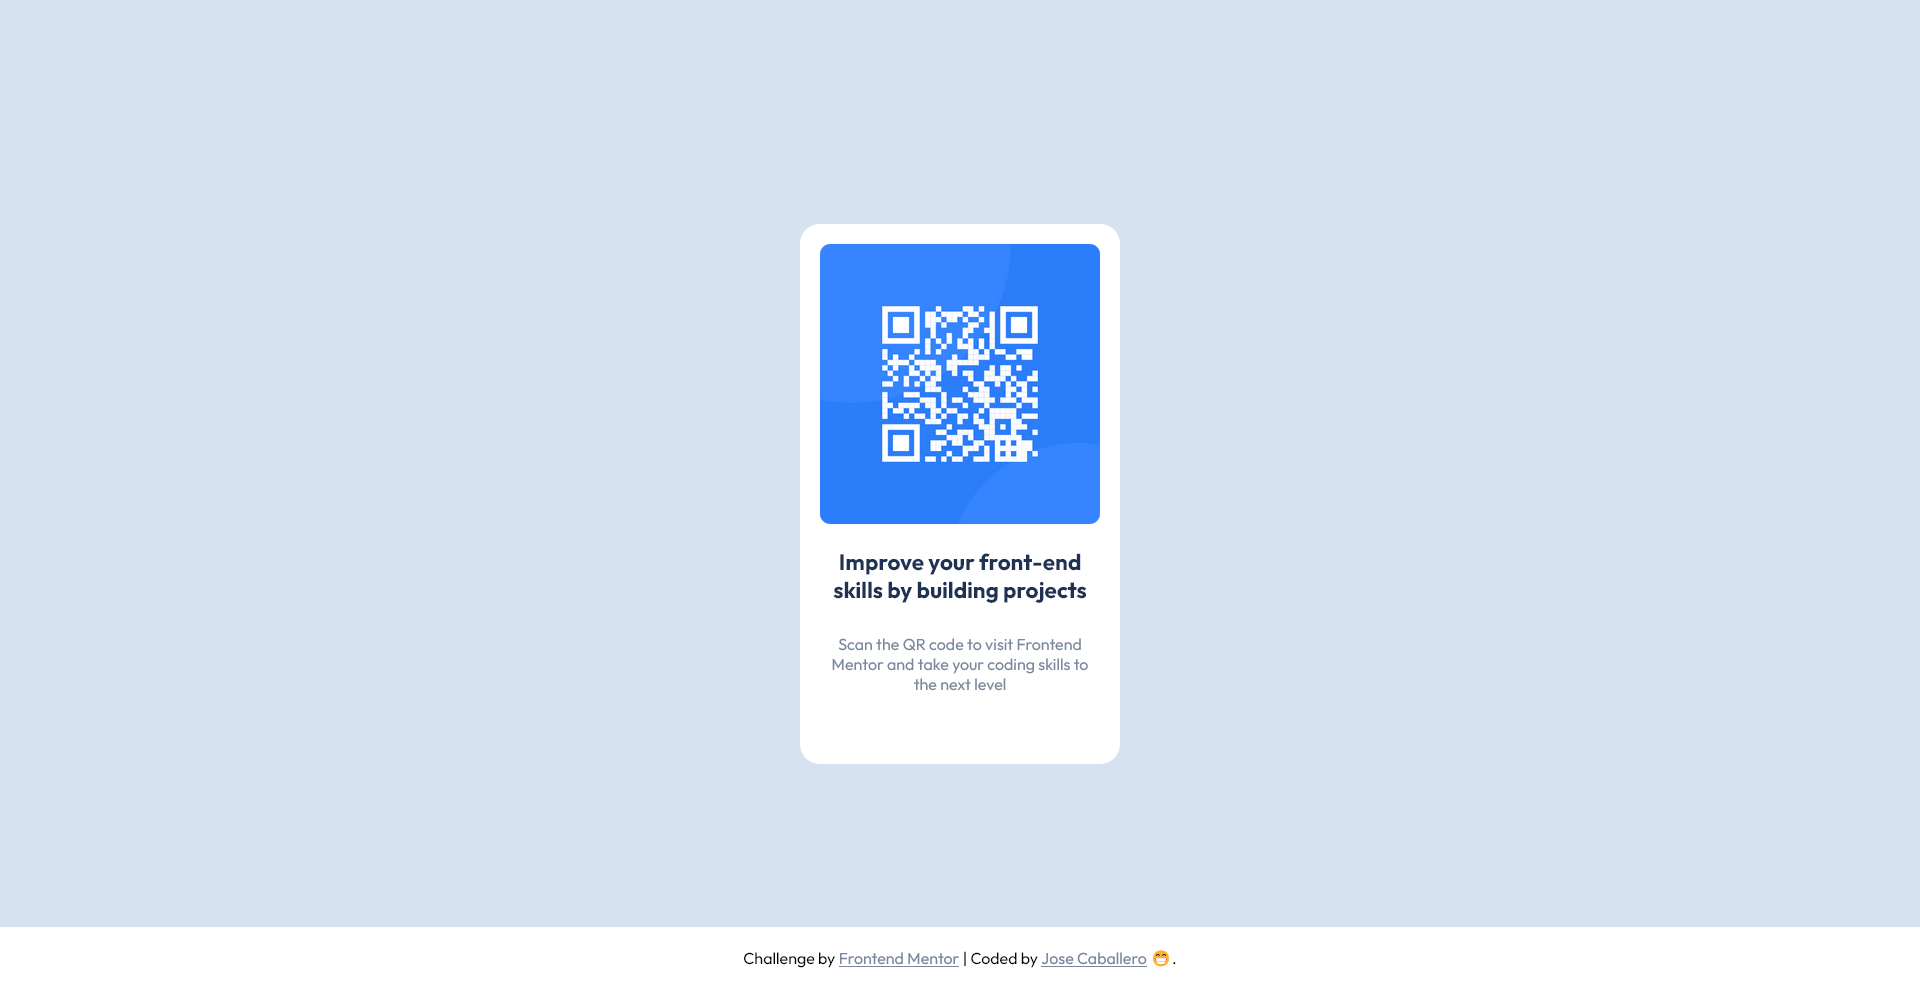 Improve your front-end
skills by building projects
Scan the QR code to visit Frontend
Mentor and take your coding skills to
the next level
Challenge by Frontend Mentor | Coded by Jose Caballero 😁.